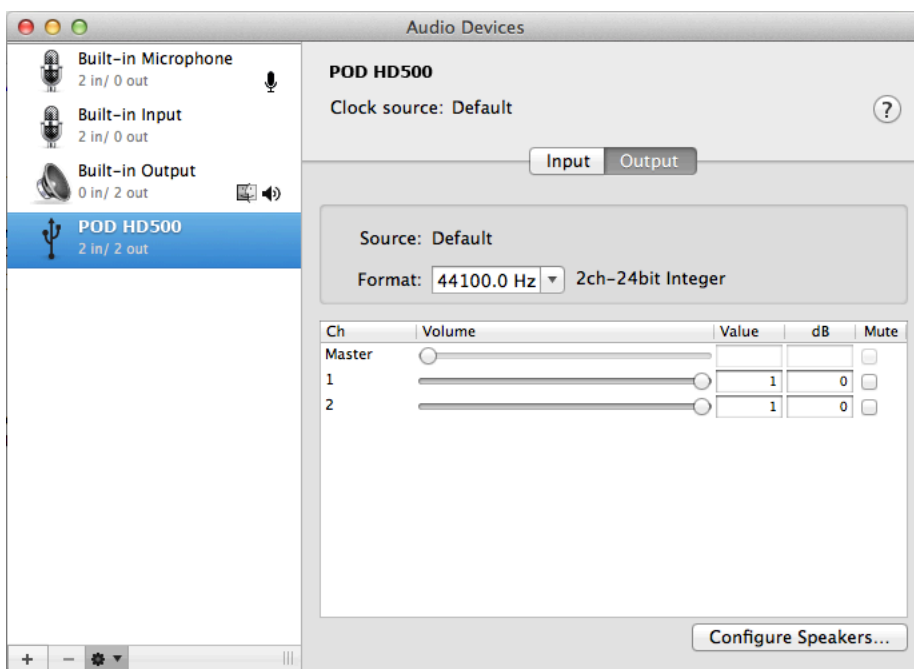 Audio Devices
Built-in Microphone
2 in/ 0 out
Built-in Input
2 in/ 0 out
Built-in Output
0 in/ 2 out
POD HD500
2 in/ 2 out
POD HD500
Clock source: Default
?
Input Output
Source: Default
Format: 44100.0 Hz 2ch-24bit Integer
Ch Volume Value dB Mute
Master
1 1 0
2 1 0
Configure Speakers...